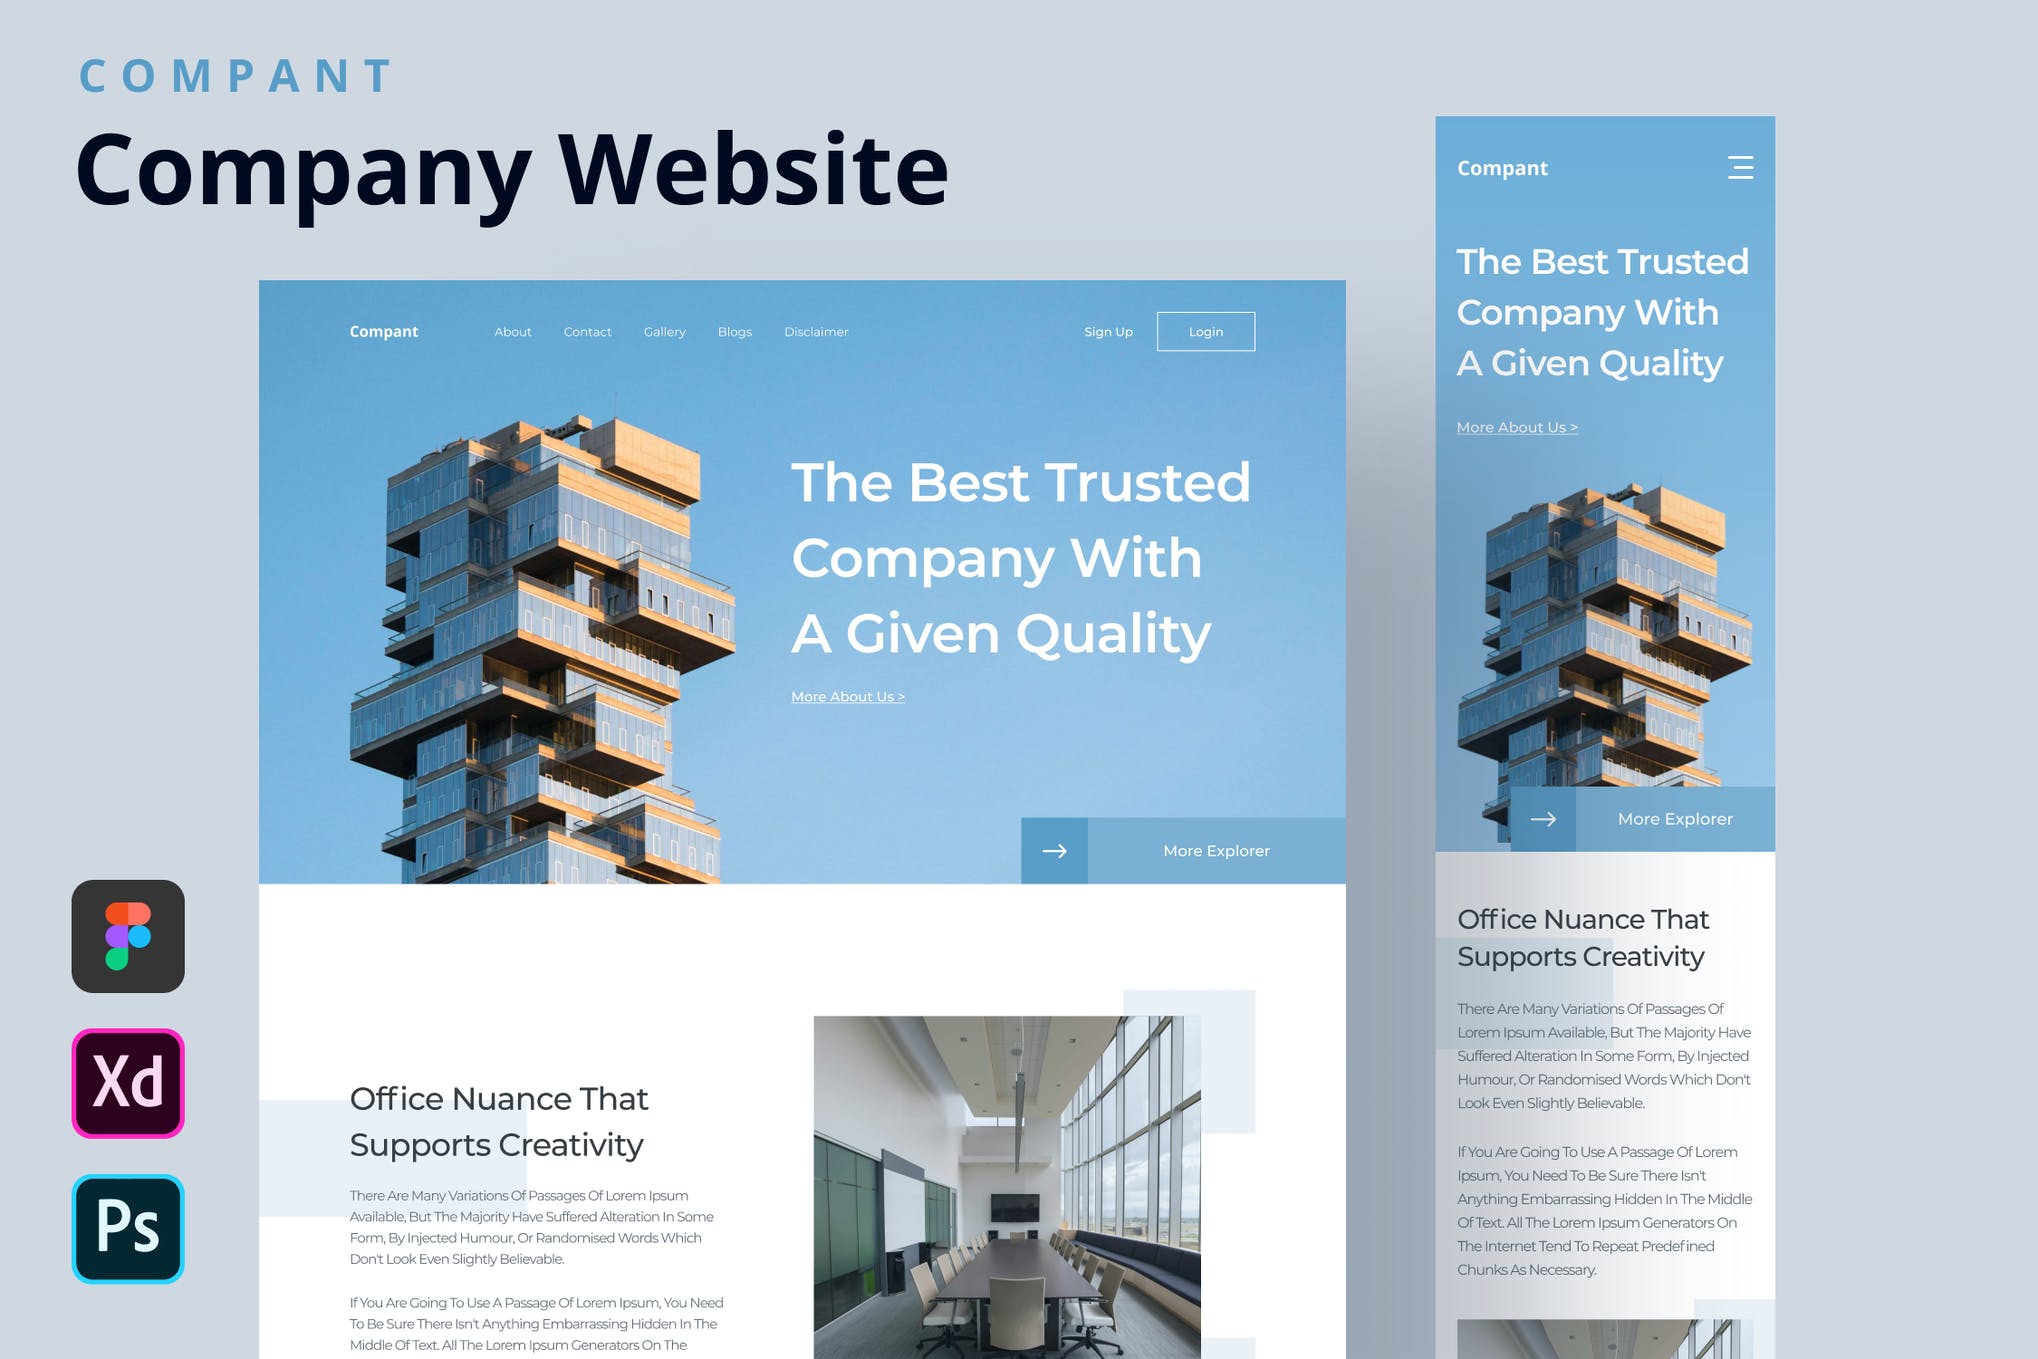 COMPANT
Company Website
Compant
About
Contact
Gallery
Blogs
Disclaimer
Sign Up
Login
The Best Trusted
Company With
A Given Quality
More About Us >
More Explorer
Office Nuance That
Supports Creativity
There Are Many Variations Of Passages Of Lorem Ipsum
Available, But The Majority Have Suffered Alteration In Some
Form, By Injected Humour, Or Randomised Words Which
Don't Look Even Slightly Believable.
If You Are Going To Use A Passage Of Lorem Ipsum, You Need
To Be Sure There Isn't Anything Embarrassing Hidden In The
Middle Of Text. All The Lorem Ipsum Generators On The
Compant
The Best Trusted
Company With
A Given Quality
More About Us >
More Explorer
Office Nuance That
Supports Creativity
There Are Many Variations Of Passages Of
Lorem Ipsum Available, But The Majority Have
Suffered Alteration In Some Form, By Injected
Humour, Or Randomised Words Which Don't
Look Even Slightly Believable.
If You Are Going To Use A Passage Of Lorem
Ipsum, You Need To Be Sure There Isn't
Anything Embarrassing Hidden In The Middle
Of Text. All The Lorem Ipsum Generators On
The Internet Tend To Repeat Predefined
Chunks As Necessary.
Xd
Ps